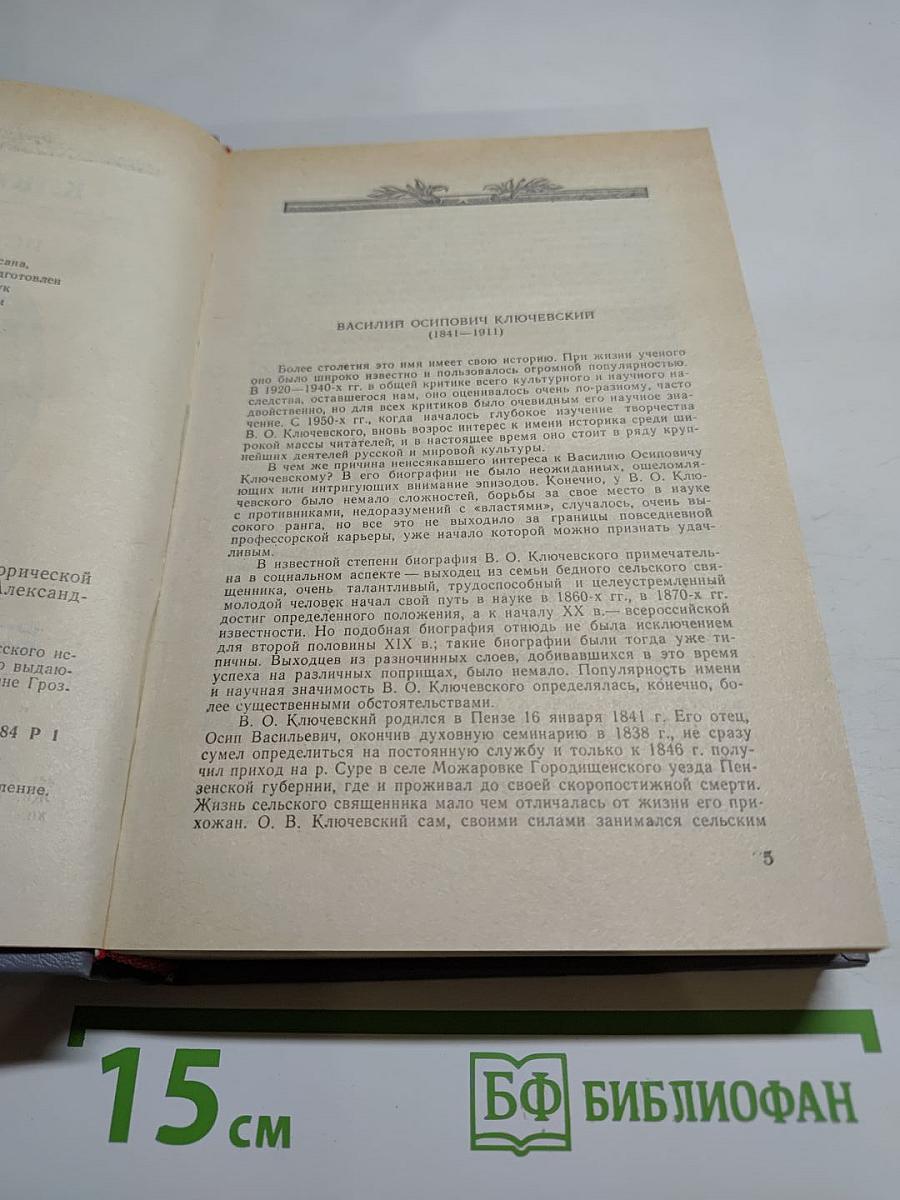 сана,
дготовлен
ук
и
орической
Александ-
сского ис-
о выдаю-
не Гроз-
84 Р 1
ление,
ВАСИЛИЙ ОСИПОВИЧ КЛЮЧЕВСКИЙ
(1841—1911)
Более столетия это имя имеет свою историю. При жизни ученого
оно было широко известно и пользовалось огромной популярностью.
В 1920—1940-х гг. в общей критике всего культурного и научного на-
следства, оставшегося нам, оно оценивалось очень по-разному, часто
двойственно, но для всех критиков было очевидным его научное зна-
чение. С 1950-х гг., когда началось глубокое изучение творчества
В. О. Ключевского, вновь возрос интерес к имени историка среди ши-
рокой массы читателей, и в настоящее время оно стоит в ряду круп-
нейших деятелей русской и мировой культуры.
В чем же причина неиссякавшего интереса к Василию Осиповичу
Ключевскому? В его биографии не было неожиданных, ошеломля-
ющих или интригующих внимание эпизодов. Конечно, у В. О. Клю-
чевского было немало сложностей, борьбы за свое место в науке
с противниками, недоразумений с «властями», случалось, очень вы-
сокого ранга, но все это не выходило за границы повседневной
профессорской карьеры, уже начало которой можно признать удач-
ливым.
В известной степени биография В. О. Ключевского примечатель-
на в социальном аспекте — выходец из семьи бедного сельского свя-
щенника, очень талантливый, трудоспособный и целеустремленный
молодой человек начал свой путь в науке в 1860-х гг., в 1870-х гг.
достиг определенного положения, а к началу XX в.— всероссийской
известности. Но подобная биография отнюдь не была исключением
для второй половины XIX в.; такие биографии были тогда уже ти-
пичны. Выходцев из разночинных слоев, добивавшихся в это время
успеха на различных поприщах, было немало. Популярность имени
и научная значимость В. О. Ключевского определялась, конечно, бо-
лее существенными обстоятельствами.
В. О. Ключевский родился в Пензе 16 января 1841 г. Его отец,
Осип Васильевич, окончив духовную семинарию в 1838 г., не сразу
сумел определиться на постоянную службу и только к 1846 г. полу-
чил приход на р. Суре в селе Можаровке Городищенского уезда Пен-
зенской губернии, где и проживал до своей скоропостижной смерти.
Жизнь сельского священника мало чем отличалась от жизни его при-
хожан. О. В. Ключевский сам, своими силами занимался сельским
5
15 см
БФ БИБЛИОФАН